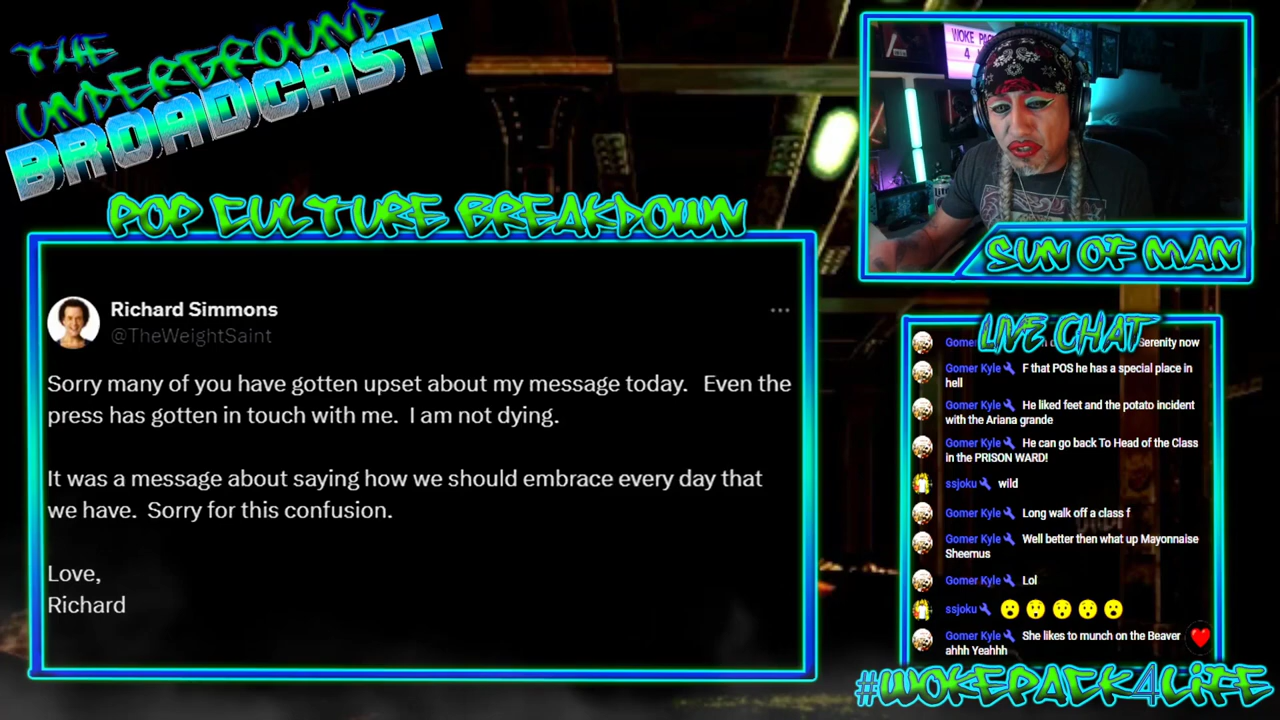 THE
UNDERGROUND
BROADCAST
POP CULTURE BREAKDOWN
Richard Simmons
@TheWeightSaint
Sorry many of you have gotten upset about my message today. Even the
press has gotten in touch with me. I am not dying.
It was a message about saying how we should embrace every day that
we have. Sorry for this confusion.
Love,
Richard
WOKE PAC
4
SUN OF MAN
LIVE CHAT
Gomer
Serenity now
Gomer Kyle F that POS he has a special place in
hell
Gomer Kyle He liked feet and the potato incident
with the Ariana grande
Gomer Kyle He can go back To Head of the Class
in the PRISON WARD!
ssjoku wild
Gomer Kyle Long walk off a class f
Gomer Kyle Well better then what up Mayonnaise
Sheemus
Gomer Kyle Lol
ssjoku 😮😲😯😯😮
Gomer Kyle She likes to munch on the Beaver
ahhh Yeahhh
#WOKEPACK4LIFE